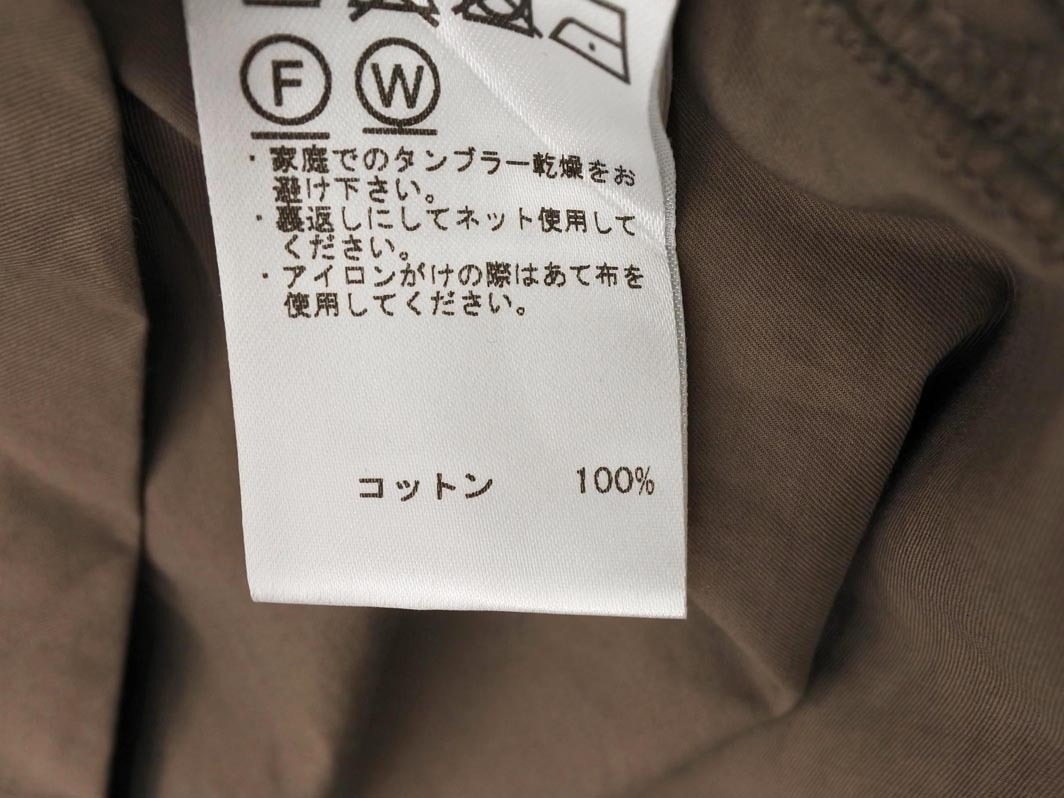 F W
・家庭でのタンブラー乾燥をお
避け下さい。
・裏返しにしてネット使用して
ください。
・アイロンがけの際はあて布を
使用してください。
コットン 100%